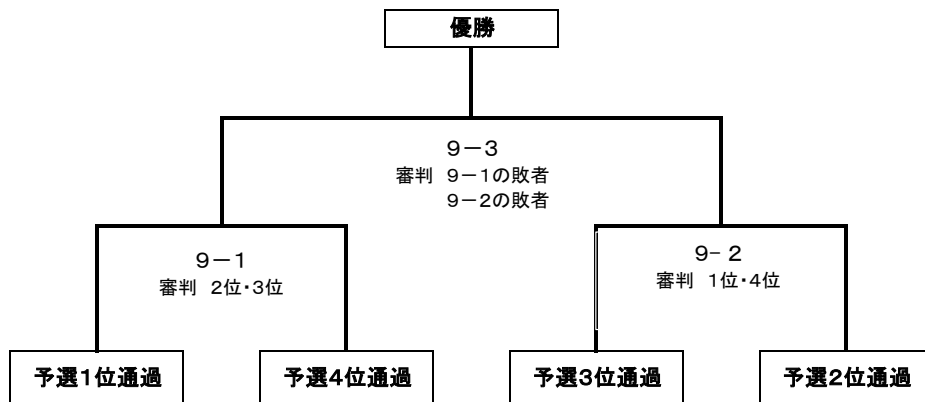 優勝
9－3
審判 9－1の敗者
9－2の敗者
9－1
審判 2位・3位
9-2
審判 1位・4位
予選1位通過
予選4位通過
予選3位通過
予選2位通過